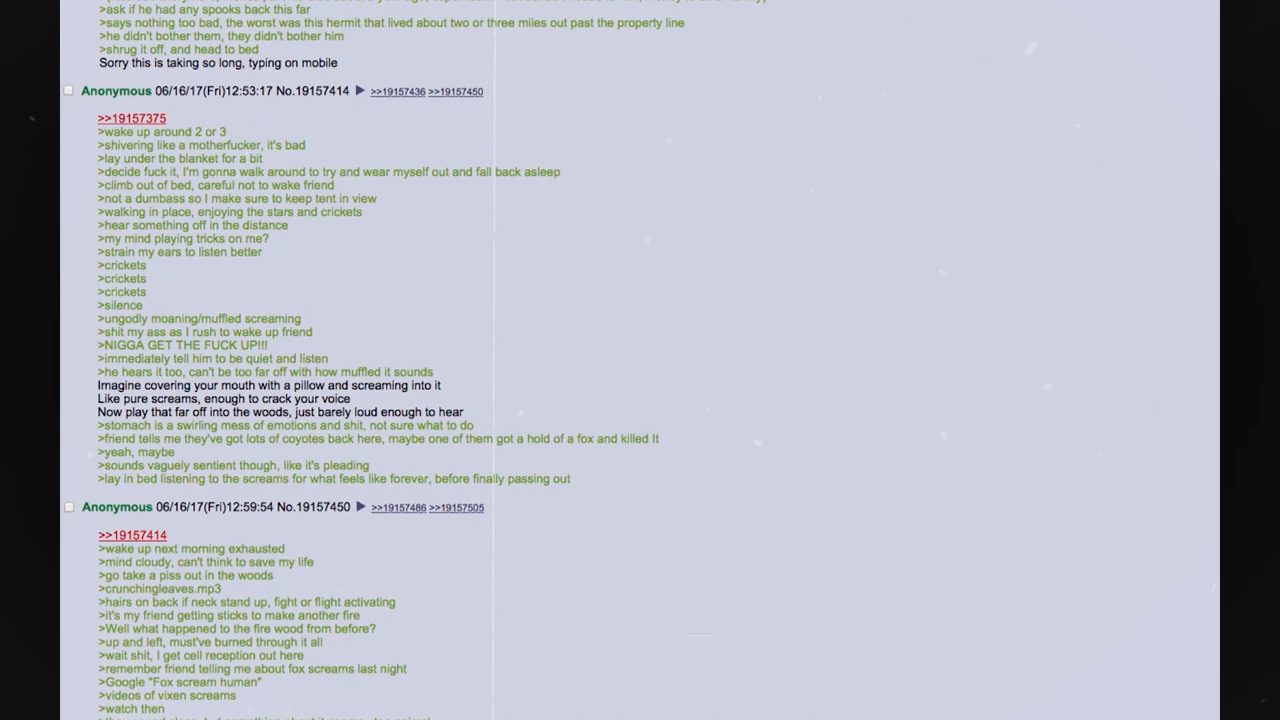 >ask if he had any spooks back this far
>says nothing too bad, the worst was this hermit that lived about two or three miles out past the property line
>he didn't bother them, they didn't bother him
>shrug it off, and head to bed
Sorry this is taking so long, typing on mobile
Anonymous 06/16/17(Fri)12:53:17 No.19157414 ▶ >>19157436 >>19157450
>>19157375
>wake up around 2 or 3
>shivering like a motherfucker, it's bad
>lay under the blanket for a bit
>decide fuck it, I'm gonna walk around to try and wear myself out and fall back asleep
>climb out of bed, careful not to wake friend
>not a dumbass so I make sure to keep tent in view
>walking in place, enjoying the stars and crickets
>hear something off in the distance
>my mind playing tricks on me?
>strain my ears to listen better
>crickets
>crickets
>crickets
>silence
>ungodly moaning/muffled screaming
>shit my ass as I rush to wake up friend
>NIGGA GET THE FUCK UP!!!
>immediately tell him to be quiet and listen
>he hears it too, can't be too far off with how muffled it sounds
Imagine covering your mouth with a pillow and screaming into it
Like pure screams, enough to crack your voice
Now play that far off into the woods, just barely loud enough to hear
>stomach is a swirling mess of emotions and shit, not sure what to do
>friend tells me they've got lots of coyotes back here, maybe one of them got a hold of a fox and killed It
>yeah, maybe
>sounds vaguely sentient though, like it's pleading
>lay in bed listening to the screams for what feels like forever, before finally passing out
Anonymous 06/16/17(Fri)12:59:54 No.19157450 ▶ >>19157486 >>19157505
>>19157414
>wake up next morning exhausted
>mind cloudy, can't think to save my life
>go take a piss out in the woods
>crunchingleaves.mp3
>hairs on back if neck stand up, fight or flight activating
>it's my friend getting sticks to make another fire
>Well what happened to the fire wood from before?
>up and left, must've burned through it all
>wait shit, I get cell reception out here
>remember friend telling me about fox screams last night
>Google "Fox scream human"
>videos of vixen screams
>watch then